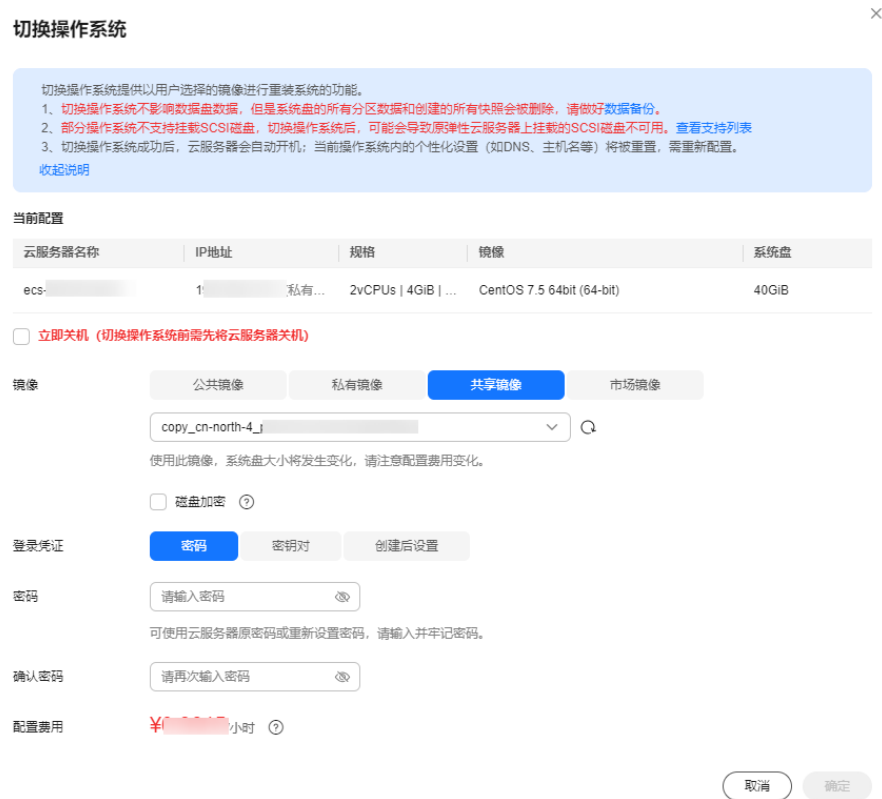 切换操作系统
切换操作系统提供以用户选择的镜像进行重装系统的功能。
1、切换操作系统不影响数据盘数据，但是系统盘的所有分区数据和创建的所有快照会被删除，请做好数据备份。
2、部分操作系统不支持挂载SCSI磁盘，切换操作系统后，可能会导致原弹性云服务器上挂载的SCSI磁盘不可用。查看支持列表
3、切换操作系统成功后，云服务器会自动开机；当前操作系统内的个性化设置（如DNS、主机名等）将被重置，需重新配置。
收起说明
当前配置
云服务器名称 IP地址 规格 镜像 系统盘
ecs- 1 私有... 2vCPUs | 4GiB | ... CentOS 7.5 64bit (64-bit) 40GiB
立即关机（切换操作系统前需先将云服务器关机）
镜像 公共镜像 私有镜像 共享镜像 市场镜像
copy_cn-north-4_
使用此镜像，系统盘大小将发生变化，请注意配置费用变化。
磁盘加密
登录凭证 密码 密钥对 创建后设置
密码 请输入密码
可使用云服务器原密码或重新设置密码，请输入并牢记密码。
确认密码 请再次输入密码
配置费用 ¥ /小时
取消 确定